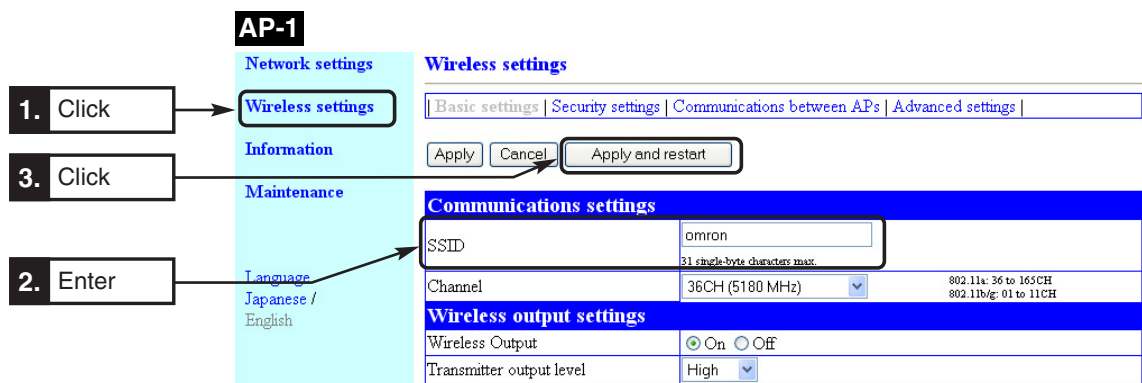 AP-1
Network settings
Wireless settings
Information
Maintenance
Language
Japanese /
English
1. Click
3. Click
2. Enter
Wireless settings
| Basic settings | Security settings | Communications between APs | Advanced settings |
Apply Cancel Apply and restart
Communications settings
SSID omron
31 single-byte characters max.
Channel 36CH (5180 MHz) 802.11a: 36 to 165CH
802.11b/g: 01 to 11CH
Wireless output settings
Wireless Output On Off
Transmitter output level High